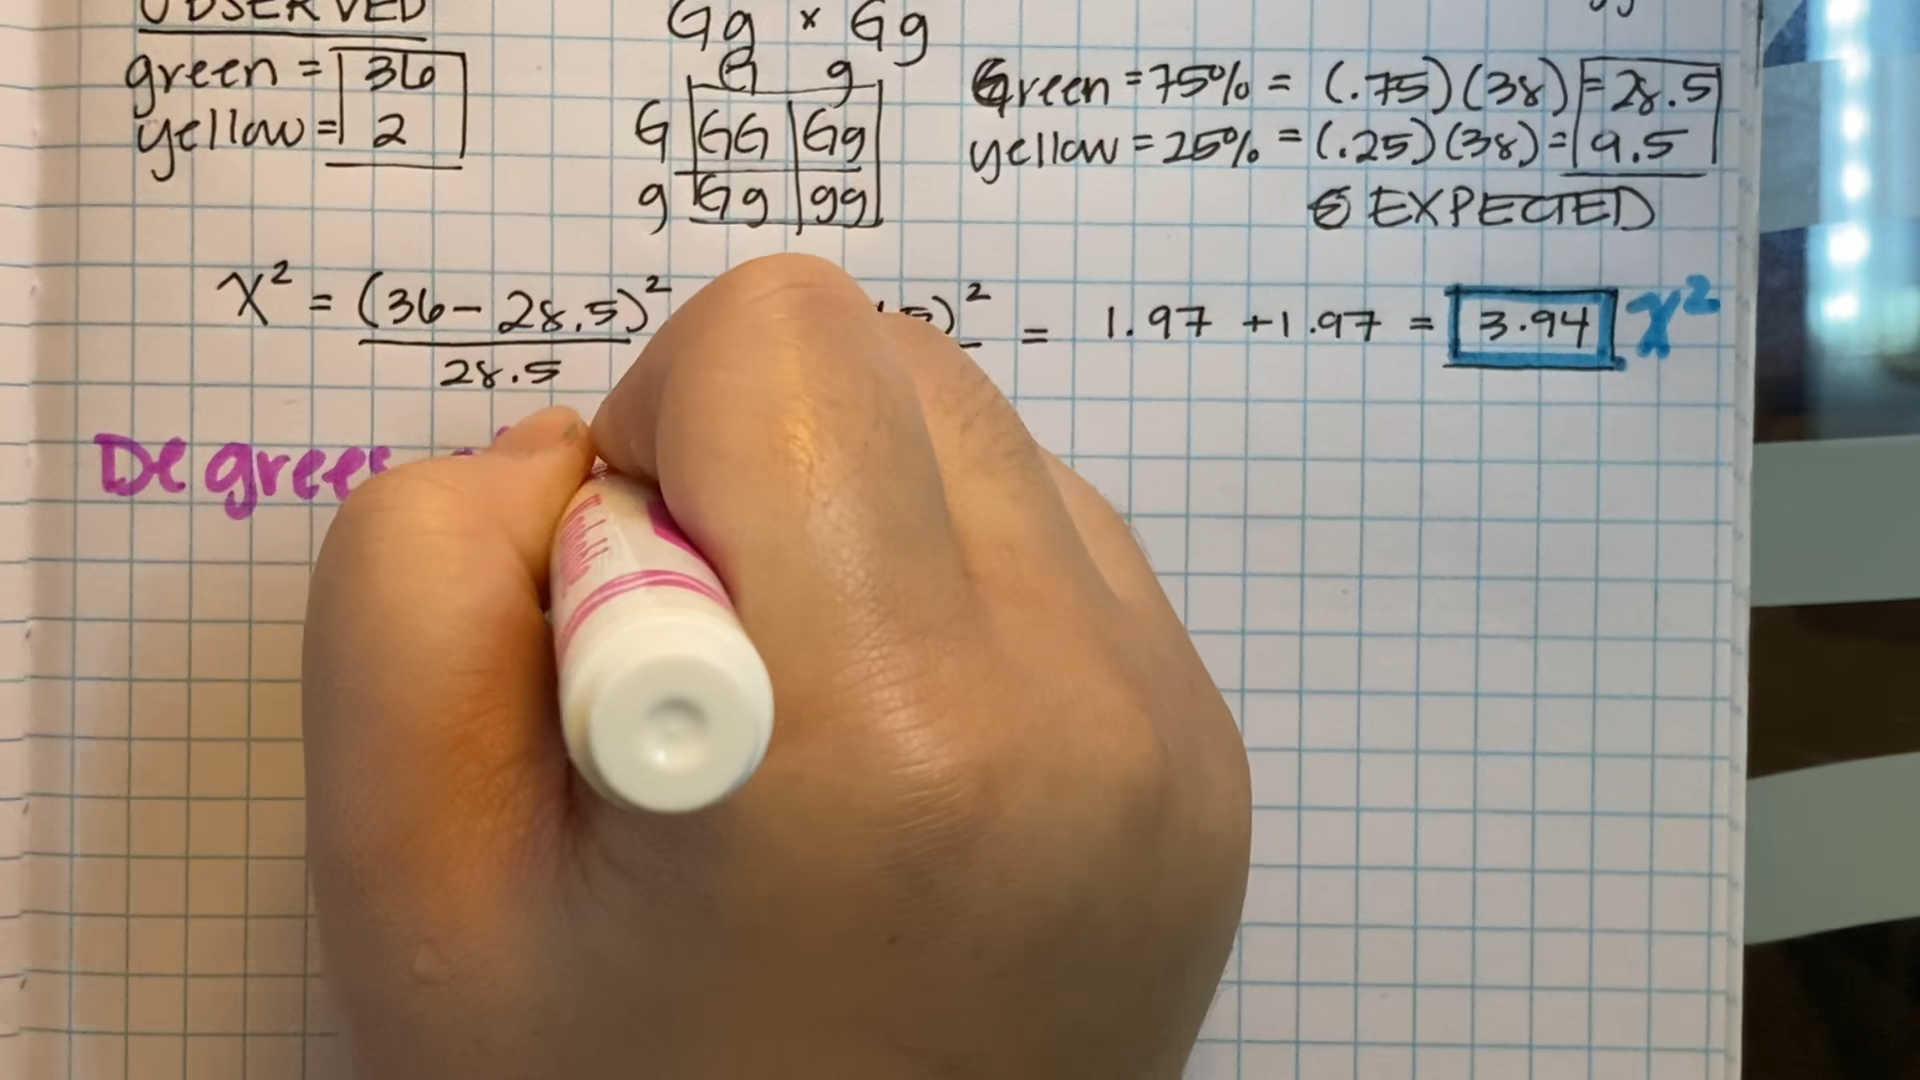 OBSERVED
green = 36
yellow = 2
Gg x Gg
G g
G GG Gg
g Gg gg
Green = 75% = (.75)(38) = 28.5
yellow = 25% = (.25)(38) = 9.5
EXPECTED
χ² = (36 - 28.5)²
28.5
)² = 1.97 + 1.97 = 3.94 χ²
Degrees